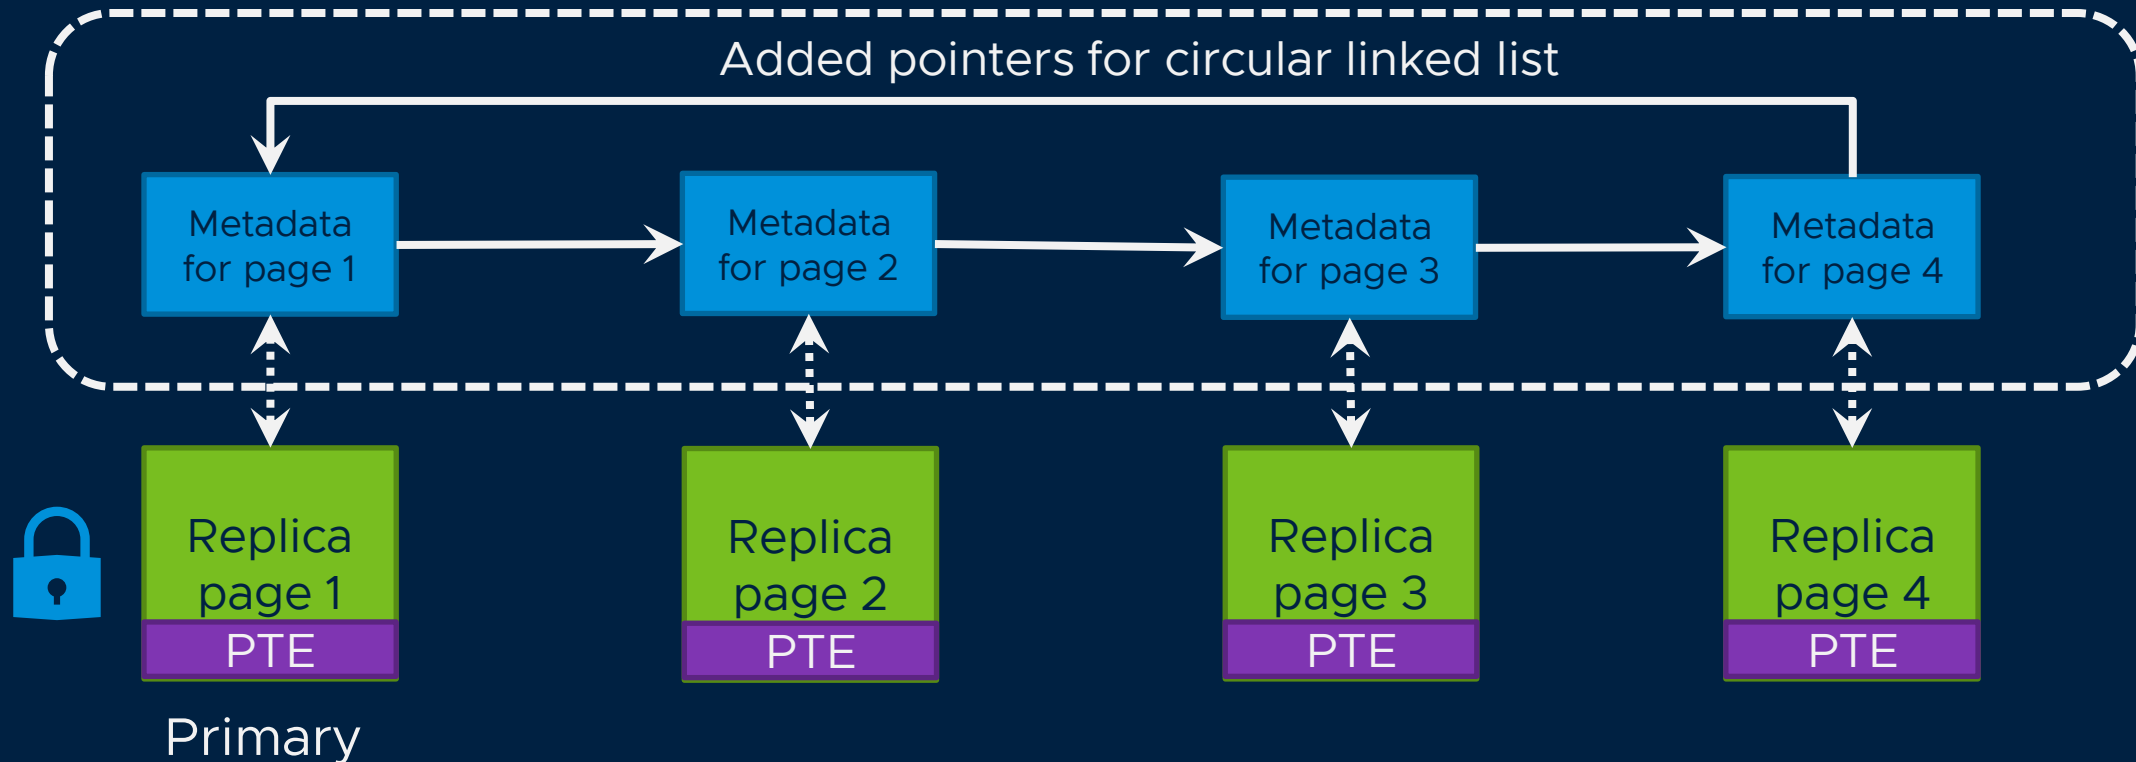 Added pointers for circular linked list
Metadata
for page 1
Metadata
for page 2
Metadata
for page 3
Metadata
for page 4
Replica
page 1
PTE
Replica
page 2
PTE
Replica
page 3
PTE
Replica
page 4
PTE
Primary